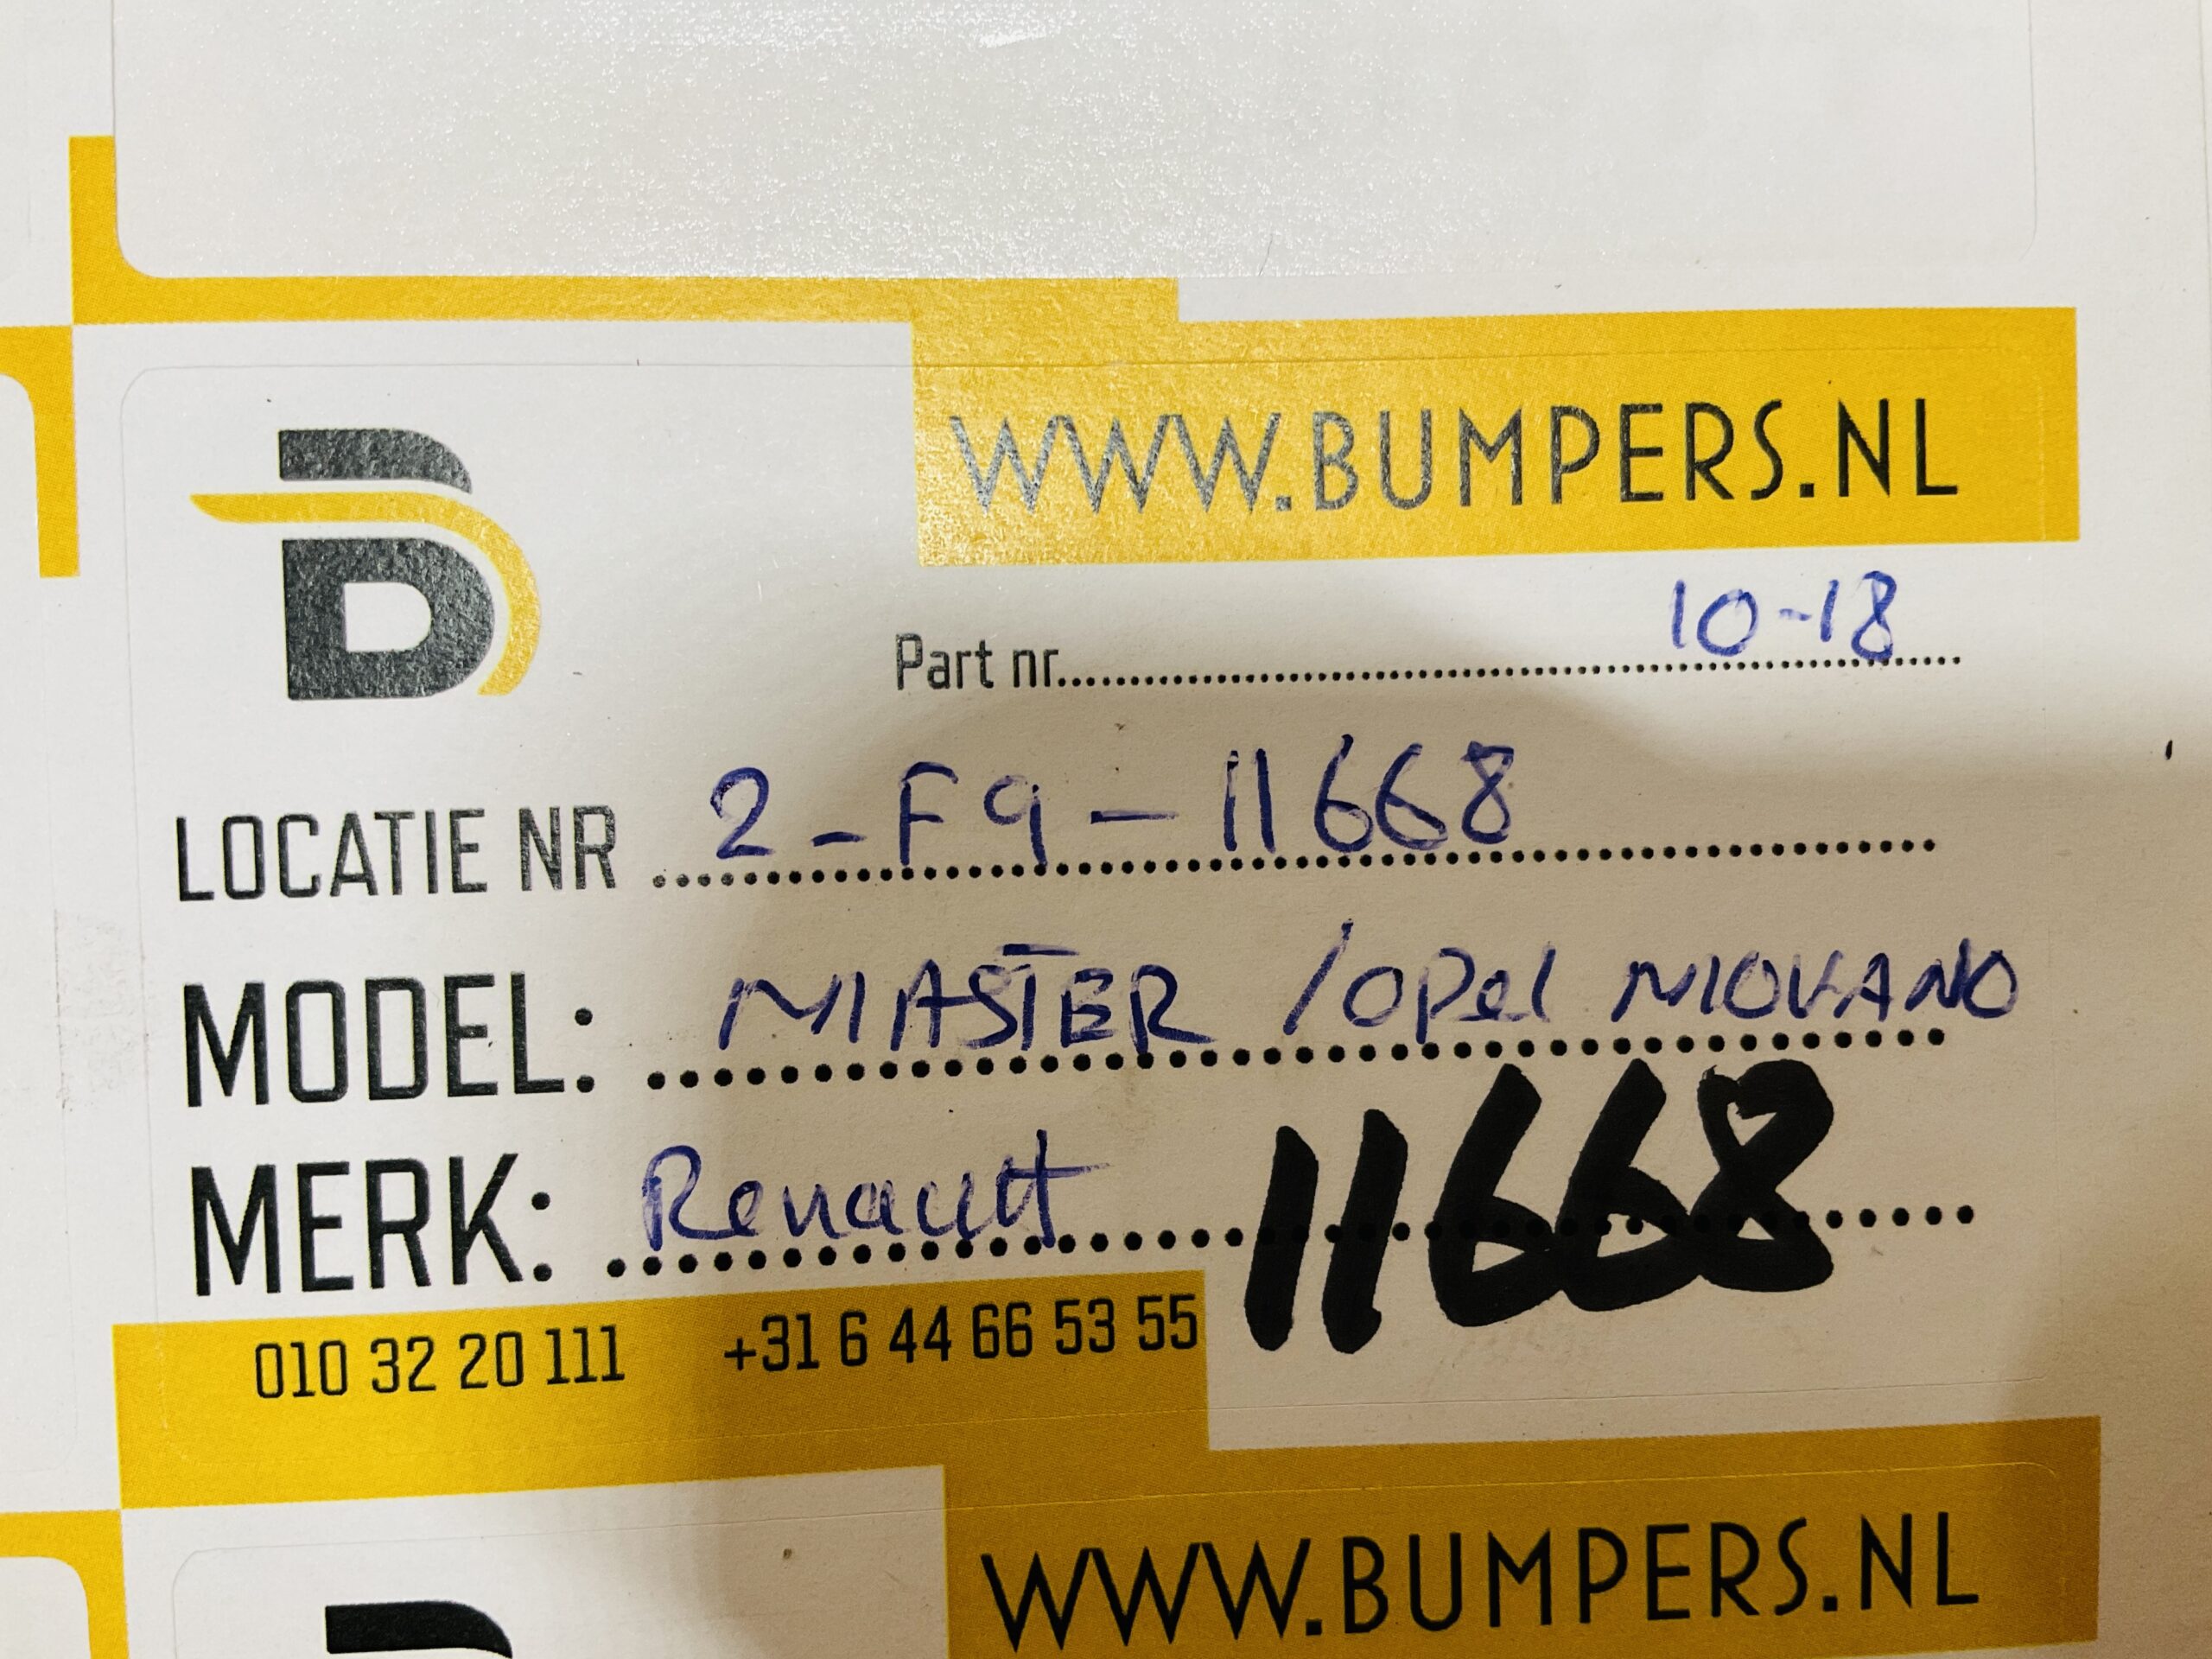 WWW.BUMPERS.NL
10-18
Part nr.
LOCATIE NR 2-F9-11668
MODEL: MASTER /OPel MOVANO
MERK: Renault 11668
010 32 20 111 +31 6 44 66 53 55
WWW.BUMPERS.NL